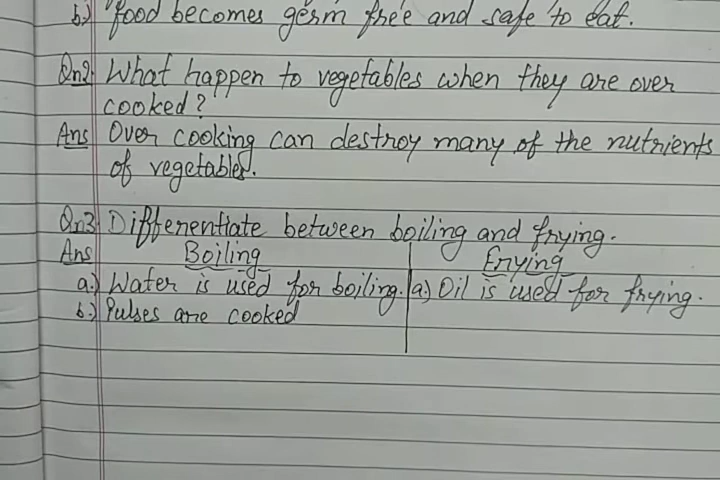 b.) food becomes germ free and safe to eat.
Qn2. What happen to vegetables when they are over
cooked?
Ans Over cooking can destroy many of the nutrients
of vegetables.
Qn3. Differentiate between boiling and frying.
Ans Boiling Frying
a.) Water is used for boiling. a.) Oil is used for frying.
b.) Pulses are cooked